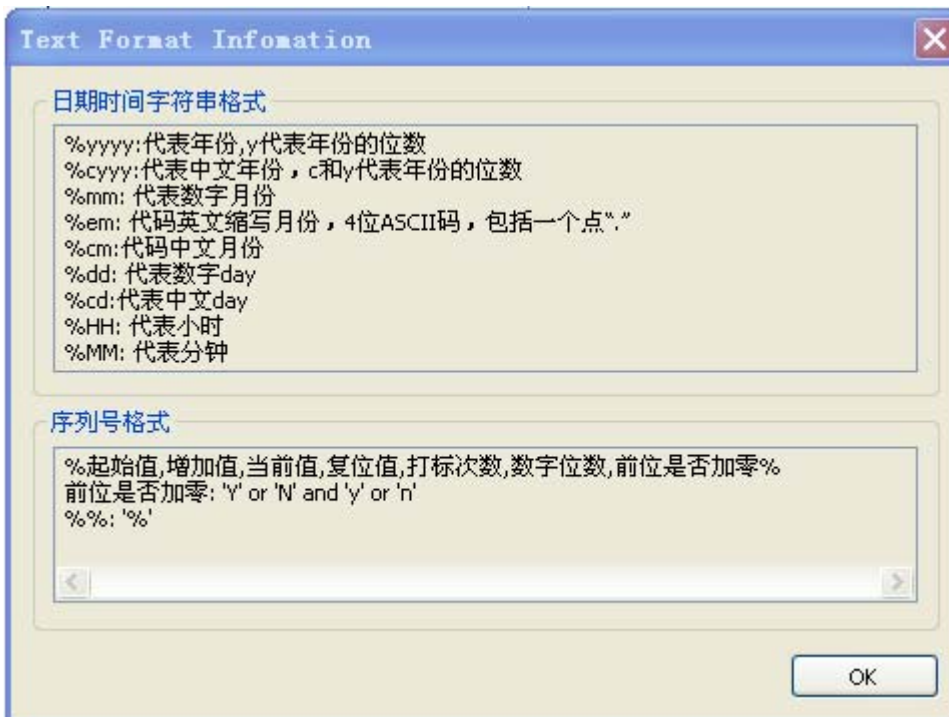 Text Format Infomation
日期时间字符串格式
%yyyy:代表年份,y代表年份的位数
%cyyy:代表中文年份，c和y代表年份的位数
%mm: 代表数字月份
%em: 代码英文缩写月份，4位ASCII码，包括一个点“.”
%cm:代码中文月份
%dd: 代表数字day
%cd:代表中文day
%HH: 代表小时
%MM: 代表分钟
序列号格式
%起始值,增加值,当前值,复位值,打标次数,数字位数,前位是否加零%
前位是否加零: 'Y' or 'N' and 'y' or 'n'
%%: '%'
OK